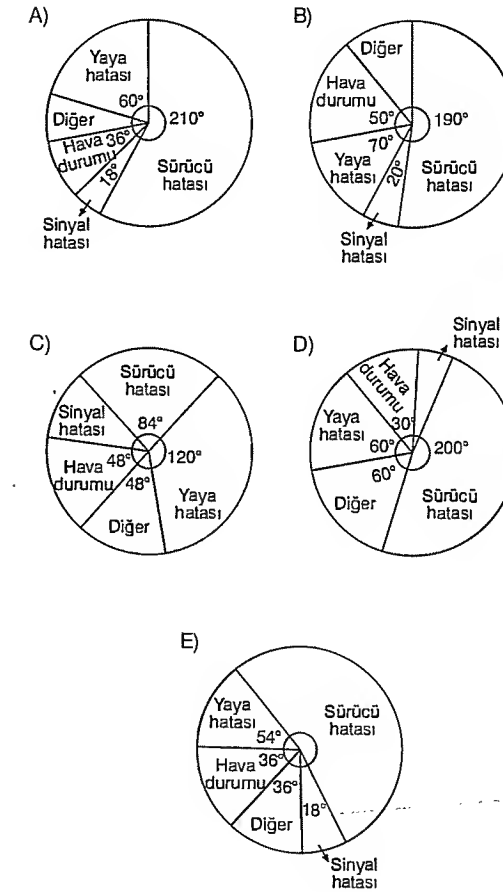 A)
Yaya
hatası
60°
210°
Diğer
36°
Hava
durumu
18°
Sürücü
hatası
Sinyal
hatası
B)
Diğer
Hava
durumu
50°
190°
70°
Yaya
hatası
20°
Sürücü
hatası
Sinyal
hatası
C)
Sürücü
hatası
84°
Sinyal
hatası
48°
120°
Hava
durumu
48°
Yaya
hatası
Diğer
D)
Sinyal
hatası
Hava
durumu
30°
Yaya
hatası
60°
200°
60°
Diğer
Sürücü
hatası
E)
Yaya
hatası
Sürücü
hatası
54°
36°
Hava
durumu
36°
18°
Diğer
Sinyal
hatası